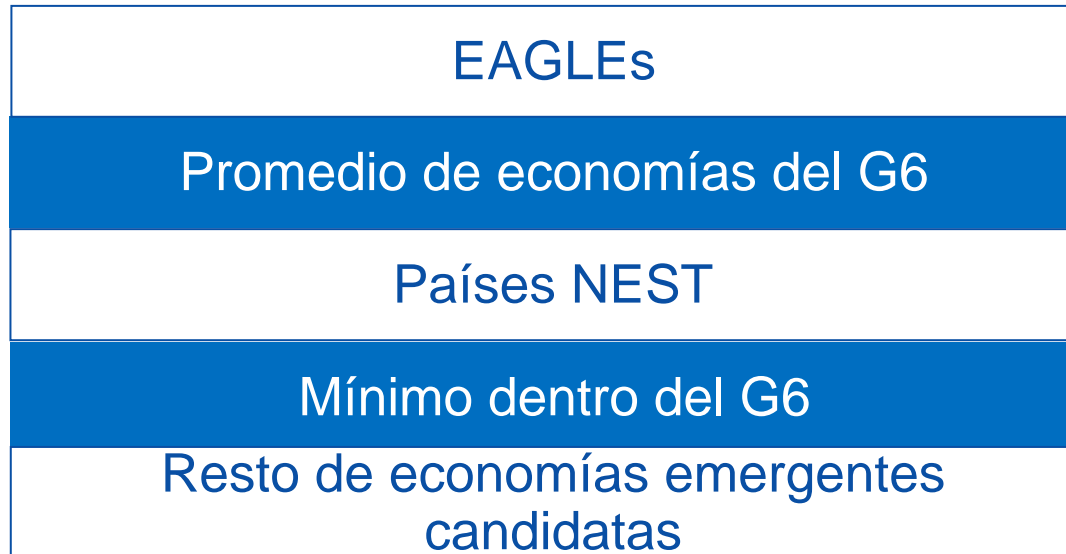 EAGLEs
Promedio de economías del G6
Países NEST
Mínimo dentro del G6
Resto de economías emergentes
candidatas